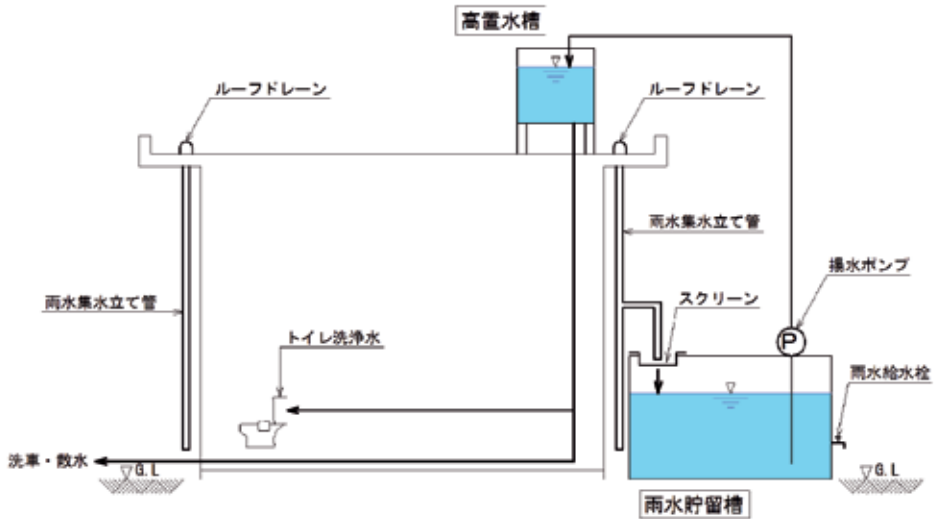 高置水槽
ルーフドレーン
ルーフドレーン
雨水集水立て管
揚水ポンプ
雨水集水立て管
スクリーン
P
トイレ洗浄水
雨水給水栓
洗車・散水
G.L
G.L
雨水貯留槽